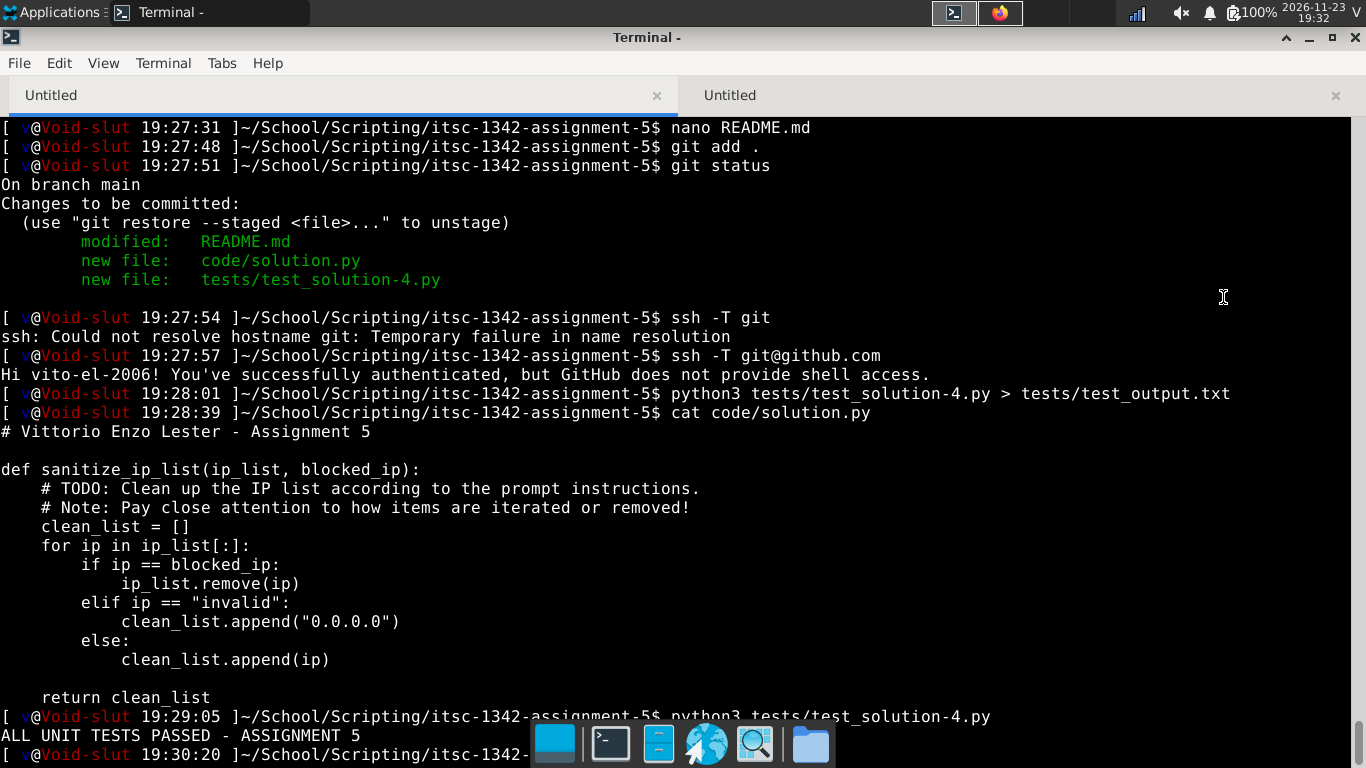 Applications
Terminal -
100%
2026-11-23
19:32
V
Terminal -
File Edit View Terminal Tabs Help
Untitled
Untitled
[ v@Void-slut 19:27:31 ]~/School/Scripting/itsc-1342-assignment-5$ nano README.md
[ v@Void-slut 19:27:48 ]~/School/Scripting/itsc-1342-assignment-5$ git add .
[ v@Void-slut 19:27:51 ]~/School/Scripting/itsc-1342-assignment-5$ git status
On branch main
Changes to be committed:
  (use "git restore --staged <file>..." to unstage)
        modified:   README.md
        new file:   code/solution.py
        new file:   tests/test_solution-4.py
[ v@Void-slut 19:27:54 ]~/School/Scripting/itsc-1342-assignment-5$ ssh -T git
ssh: Could not resolve hostname git: Temporary failure in name resolution
[ v@Void-slut 19:27:57 ]~/School/Scripting/itsc-1342-assignment-5$ ssh -T git@github.com
Hi vito-el-2006! You've successfully authenticated, but GitHub does not provide shell access.
[ v@Void-slut 19:28:01 ]~/School/Scripting/itsc-1342-assignment-5$ python3 tests/test_solution-4.py > tests/test_output.txt
[ v@Void-slut 19:28:39 ]~/School/Scripting/itsc-1342-assignment-5$ cat code/solution.py
# Vittorio Enzo Lester - Assignment 5
def sanitize_ip_list(ip_list, blocked_ip):
    # TODO: Clean up the IP list according to the prompt instructions.
    # Note: Pay close attention to how items are iterated or removed!
    clean_list = []
    for ip in ip_list[:]:
        if ip == blocked_ip:
            ip_list.remove(ip)
        elif ip == "invalid":
            clean_list.append("0.0.0.0")
        else:
            clean_list.append(ip)
    return clean_list
[ v@Void-slut 19:29:05 ]~/School/Scripting/itsc-1342-assignment-5$ python3 tests/test_solution-4.py
ALL UNIT TESTS PASSED - ASSIGNMENT 5
[ v@Void-slut 19:30:20 ]~/School/Scripting/itsc-1342-